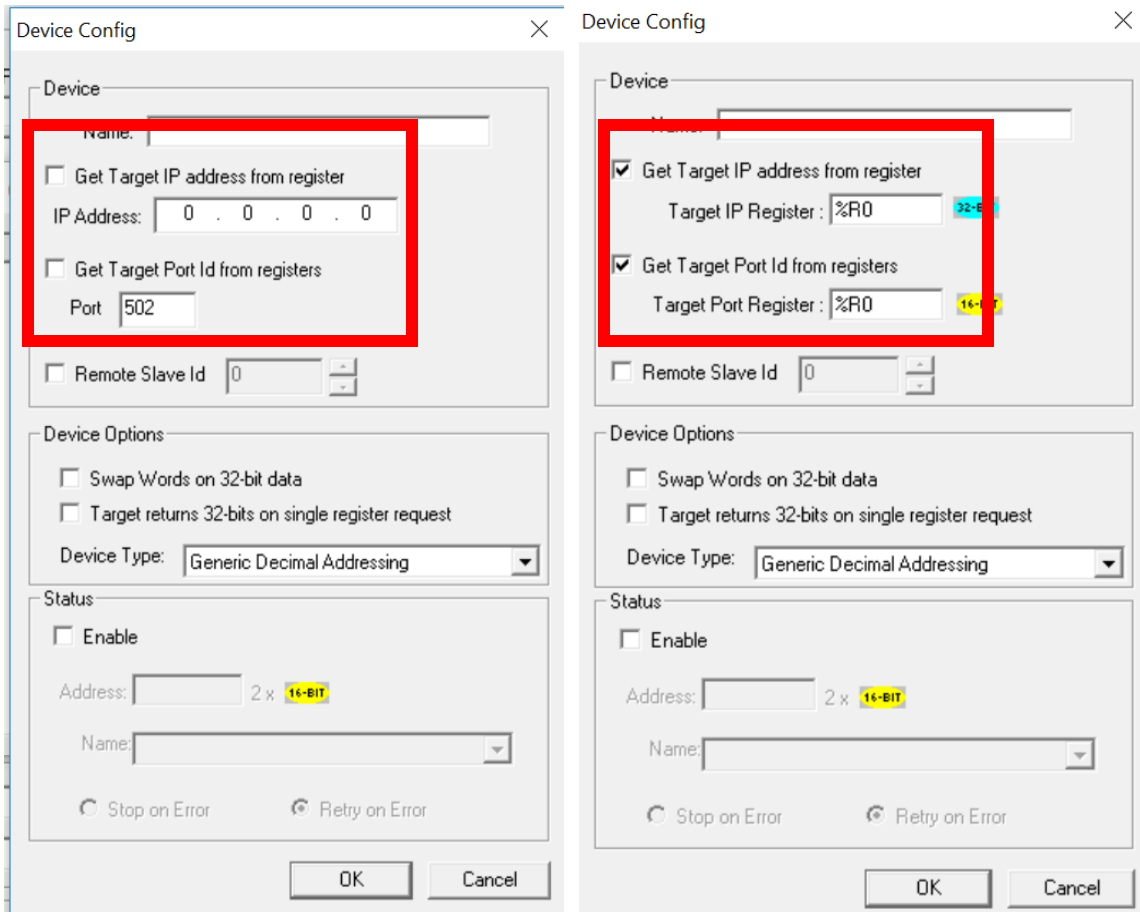 Device Config
Device
Name:
Get Target IP address from register
IP Address: 0 . 0 . 0 . 0
Get Target Port Id from registers
Port 502
Remote Slave Id 0
Device Options
Swap Words on 32-bit data
Target returns 32-bits on single register request
Device Type: Generic Decimal Addressing
Status
Enable
Address: 2 x 16-BIT
Name:
Stop on Error Retry on Error
OK Cancel
Device Config
Device
Name:
Get Target IP address from register
Target IP Register : %R0
Get Target Port Id from registers
Target Port Register : %R0
Remote Slave Id 0
Device Options
Swap Words on 32-bit data
Target returns 32-bits on single register request
Device Type: Generic Decimal Addressing
Status
Enable
Address: 2 x 16-BIT
Name:
Stop on Error Retry on Error
OK Cancel